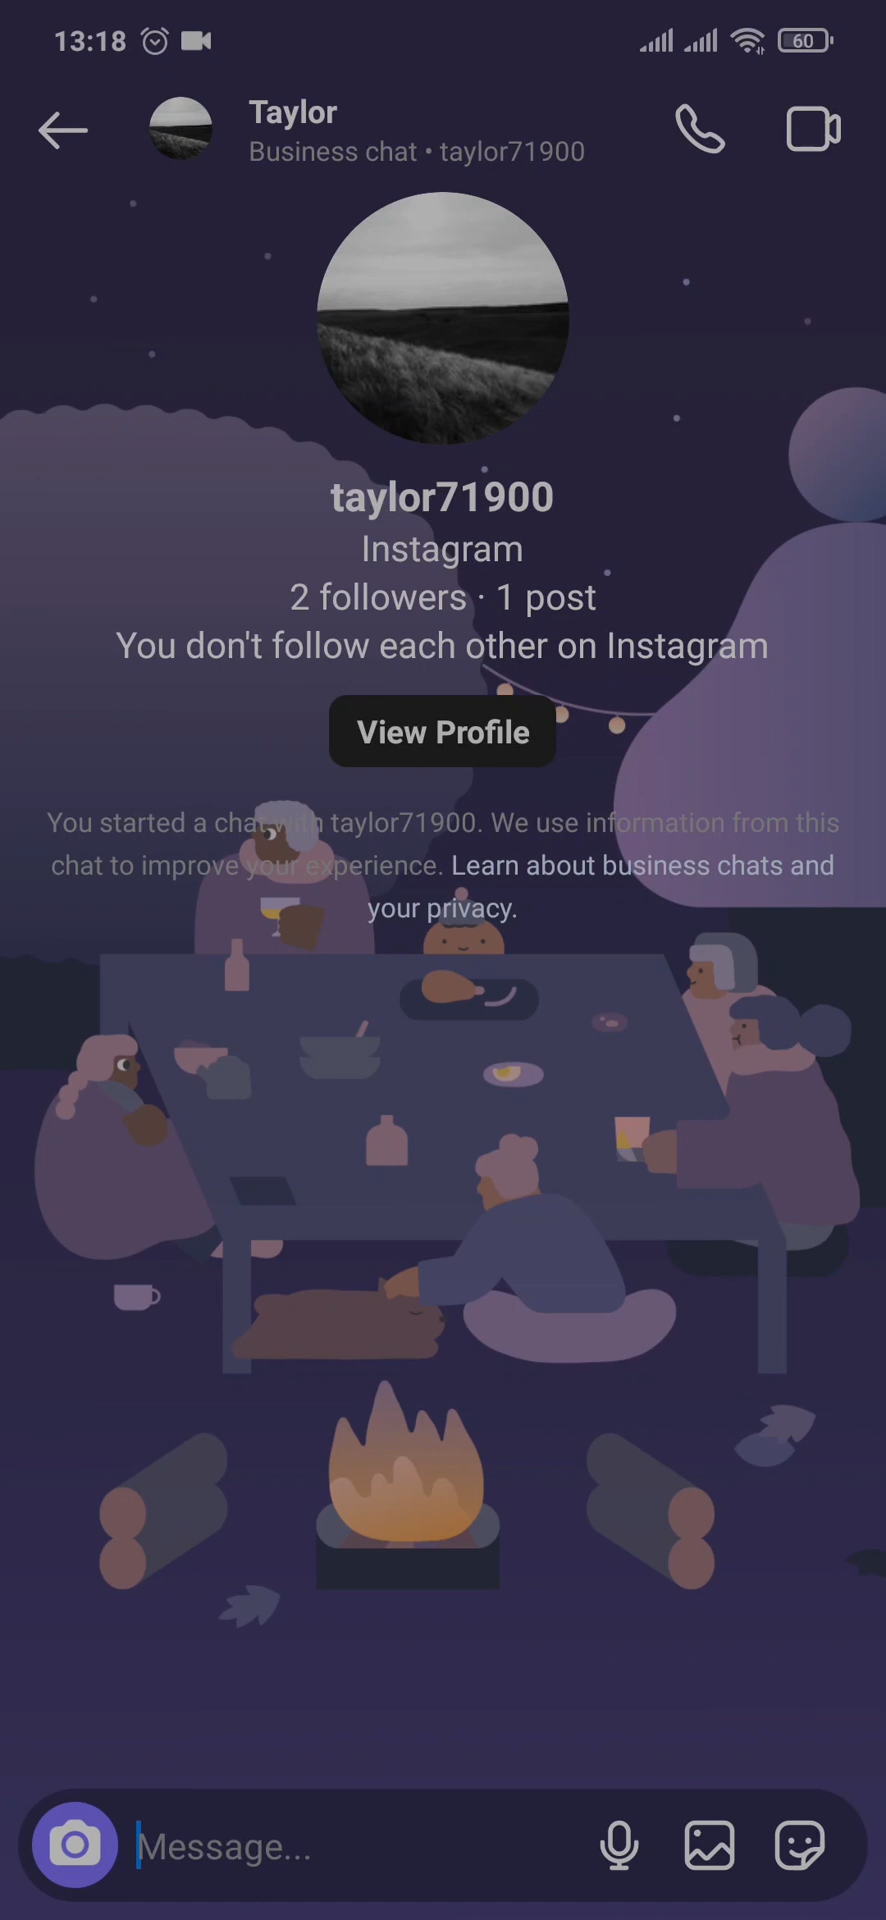 13:18
60
Taylor
Business chat • taylor71900
taylor71900
Instagram
2 followers · 1 post
You don't follow each other on Instagram
View Profile
You started a chat with taylor71900. We use information from this
chat to improve your experience. Learn about business chats and
your privacy.
Message...